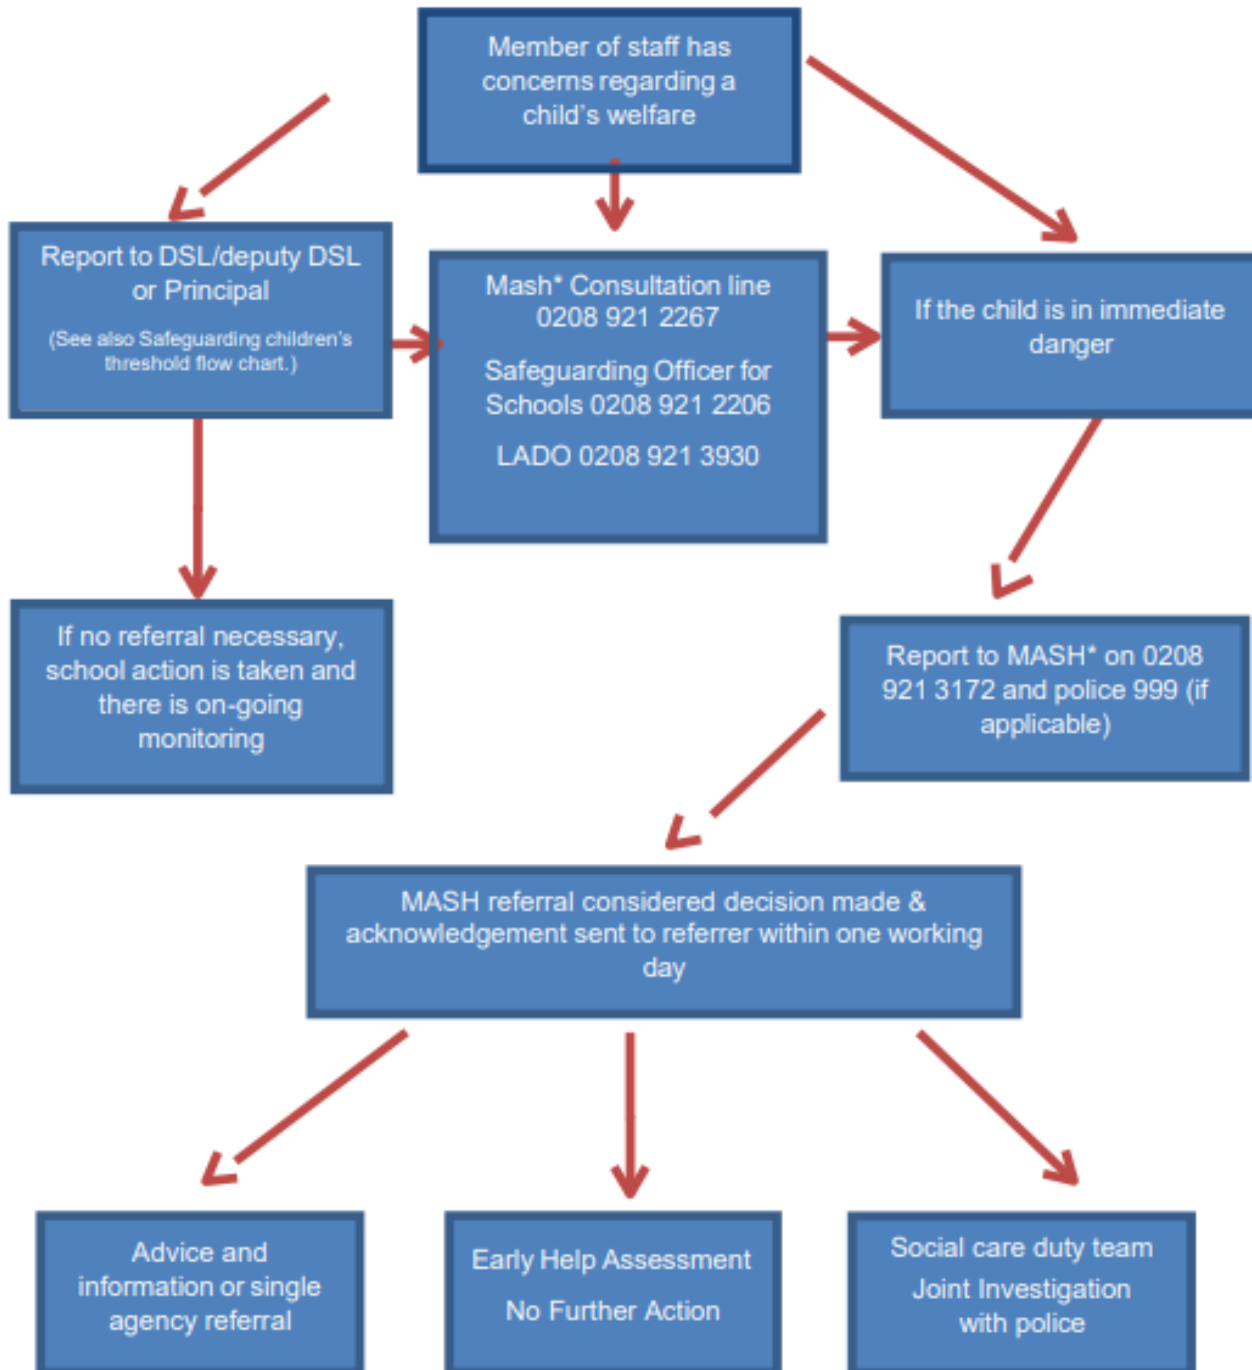 Member of staff has
concerns regarding a
child's welfare
Report to DSL/deputy DSL
or Principal
(See also Safeguarding children's
threshold flow chart.)
Mash* Consultation line
0208 921 2267
Safeguarding Officer for
Schools 0208 921 2206
LADO 0208 921 3930
If the child is in immediate
danger
If no referral necessary,
school action is taken and
there is on-going
monitoring
Report to MASH* on 0208
921 3172 and police 999 (if
applicable)
MASH referral considered decision made &
acknowledgement sent to referrer within one working
day
Advice and
information or single
agency referral
Early Help Assessment
No Further Action
Social care duty team
Joint Investigation
with police